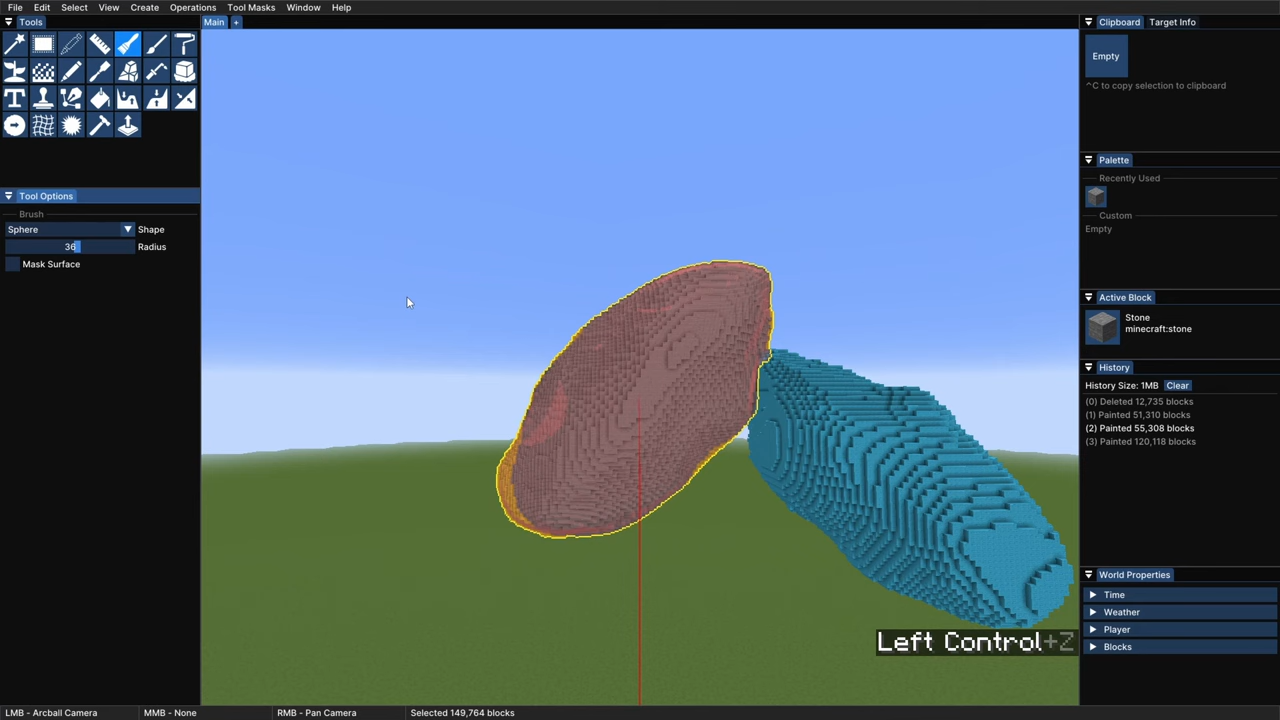 File Edit Select View Create Operations Tool Masks Window Help
Tools
Main +
Clipboard Target Info
Empty
^C to copy selection to clipboard
Palette
Recently Used
Custom
Empty
Tool Options
Brush
Sphere Shape
36 Radius
Mask Surface
Active Block
Stone
minecraft:stone
History
History Size: 1MB Clear
(0) Deleted 12,735 blocks
(1) Painted 51,310 blocks
(2) Painted 55,308 blocks
(3) Painted 120,118 blocks
World Properties
Time
Weather
Player
Blocks
Left Control+Z
LMB - Arcball Camera MMB - None RMB - Pan Camera Selected 149,764 blocks